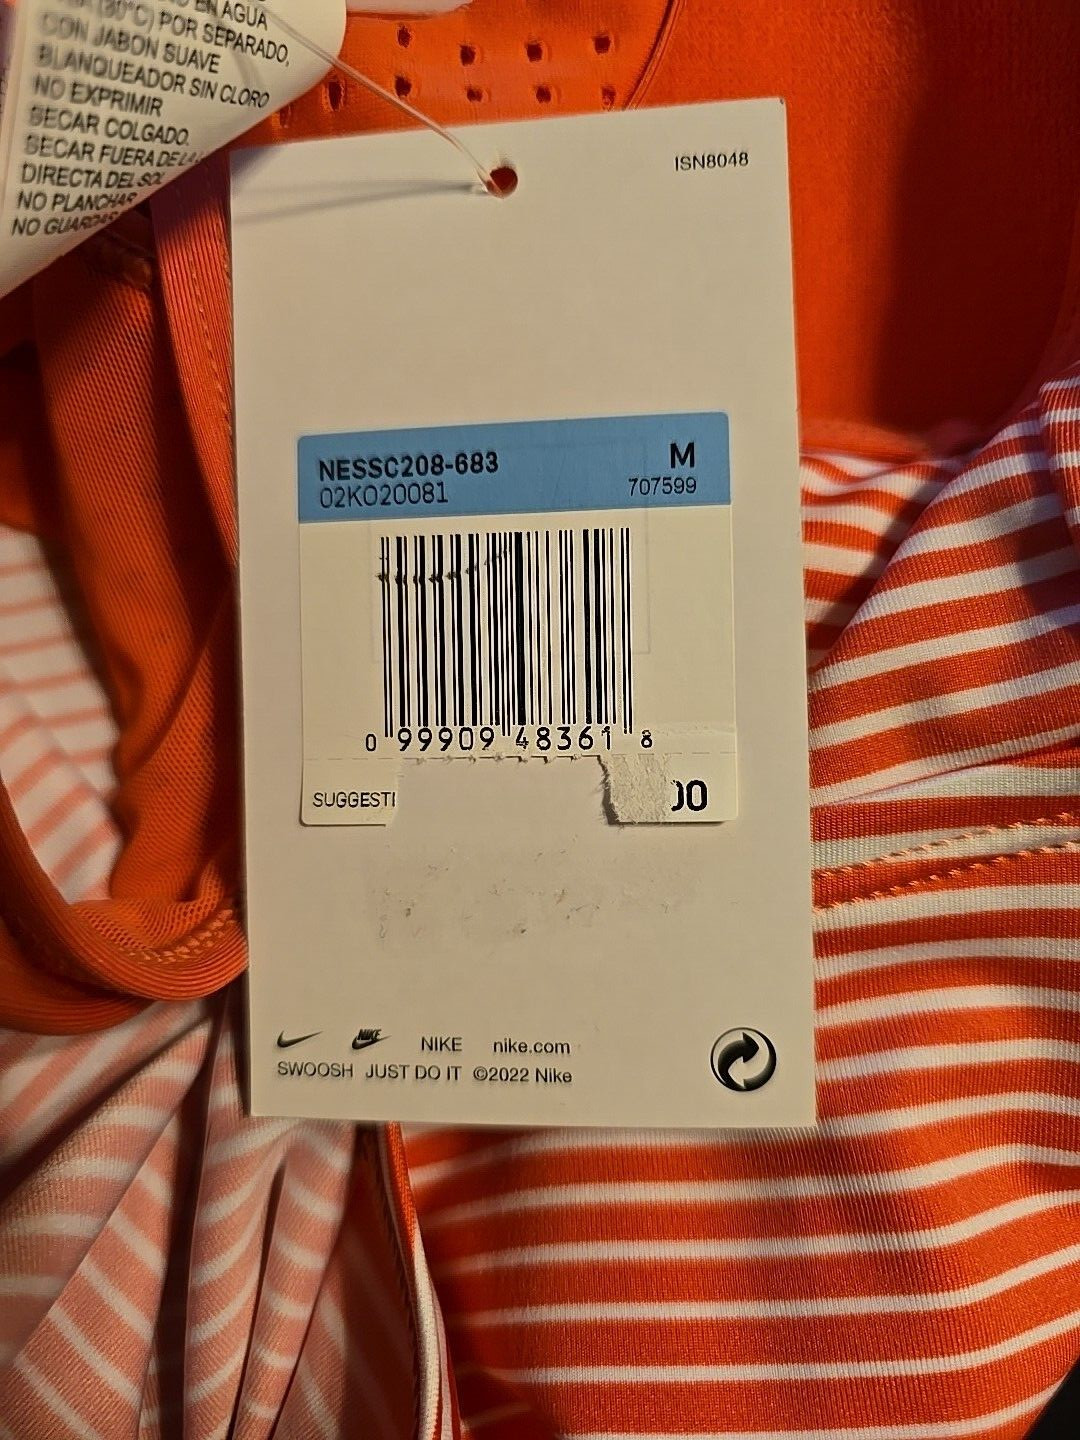 EN AGUA
(30°C) POR SEPARADO,
CON JABON SUAVE
BLANQUEADOR SIN CLORO
NO EXPRIMIR
SECAR COLGADO.
SECAR FUERA DE LA
DIRECTA DEL SOL
NO PLANCHAR
NO GUARDAR
ISN8048
NESSC208-683 M
02KO20081 707599
0 99909 48361 8
SUGGESTI 00
NIKE NIKE nike.com
SWOOSH JUST DO IT ©2022 Nike